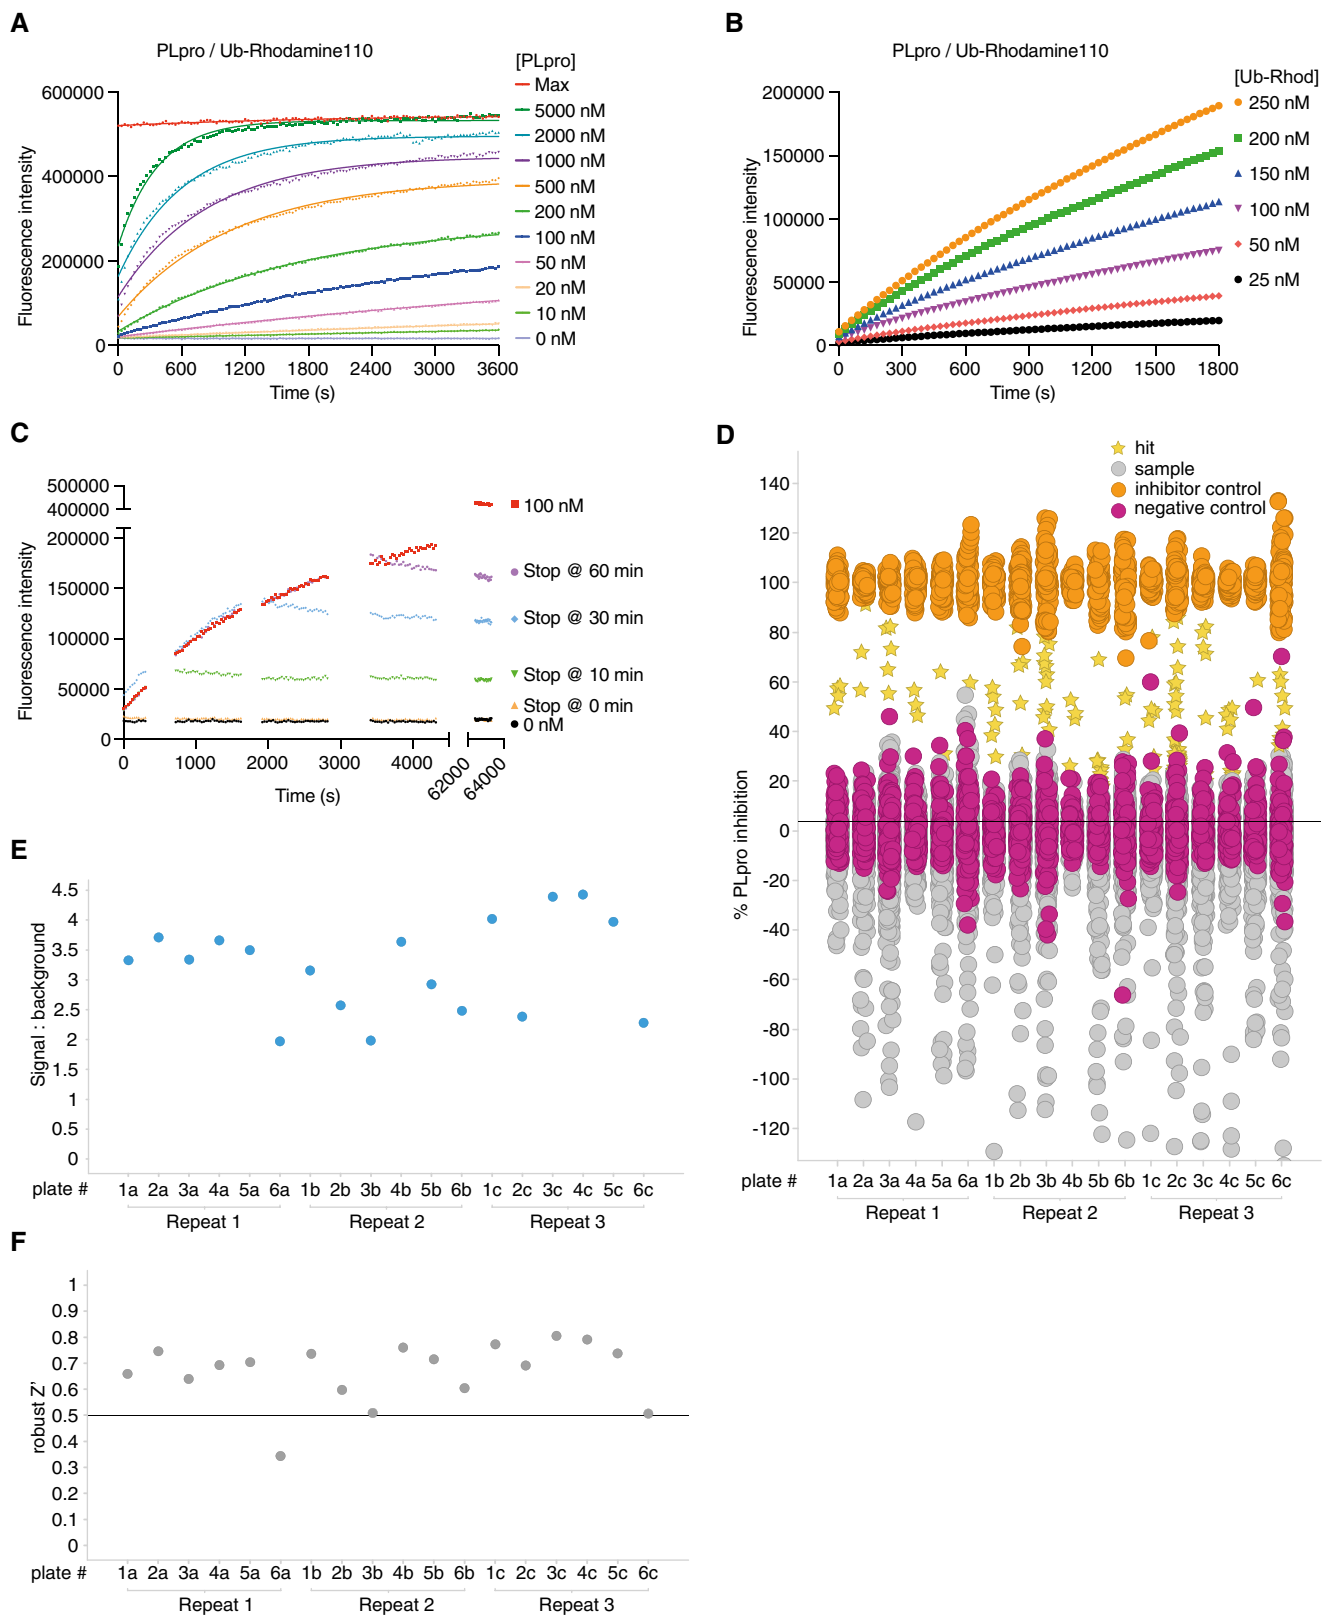 A
PLpro / Ub-Rhodamine110
[PLpro]
Max
5000 nM
2000 nM
1000 nM
500 nM
200 nM
100 nM
50 nM
20 nM
10 nM
0 nM
Fluorescence intensity
600000
400000
200000
0
0 600 1200 1800 2400 3000 3600
Time (s)
B
PLpro / Ub-Rhodamine110
[Ub-Rhod]
250 nM
200 nM
150 nM
100 nM
50 nM
25 nM
Fluorescence intensity
200000
150000
100000
50000
0
0 300 600 900 1200 1500 1800
Time (s)
C
Fluorescence intensity
500000
400000
200000
150000
100000
50000
0
0 1000 2000 3000 4000 62000 64000
Time (s)
100 nM
Stop @ 60 min
Stop @ 30 min
Stop @ 10 min
Stop @ 0 min
0 nM
D
hit
sample
inhibitor control
negative control
% PLpro inhibition
140
120
100
80
60
40
20
0
-20
-40
-60
-80
-100
-120
plate # 1a 2a 3a 4a 5a 6a 1b 2b 3b 4b 5b 6b 1c 2c 3c 4c 5c 6c
Repeat 1 Repeat 2 Repeat 3
E
Signal : background
4.5
4
3.5
3
2.5
2
1.5
1
0.5
0
plate # 1a 2a 3a 4a 5a 6a 1b 2b 3b 4b 5b 6b 1c 2c 3c 4c 5c 6c
Repeat 1 Repeat 2 Repeat 3
F
robust Z'
1
0.9
0.8
0.7
0.6
0.5
0.4
0.3
0.2
0.1
0
plate # 1a 2a 3a 4a 5a 6a 1b 2b 3b 4b 5b 6b 1c 2c 3c 4c 5c 6c
Repeat 1 Repeat 2 Repeat 3